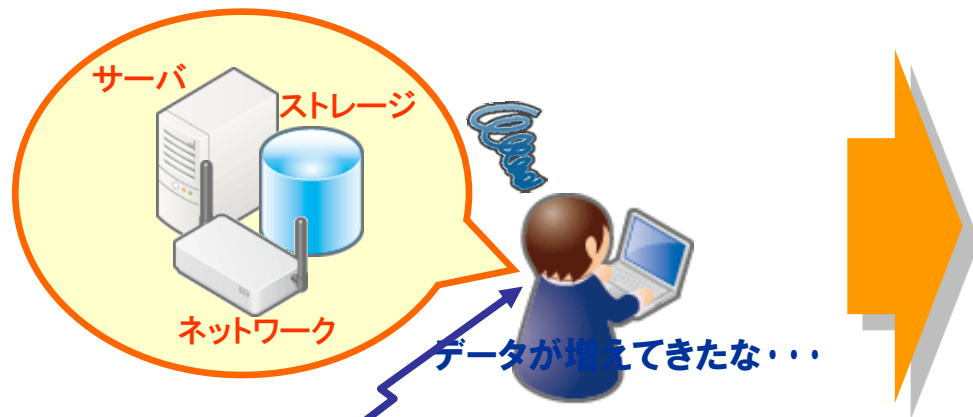 サーバ
ストレージ
ネットワーク
データが増えてきたな・・・